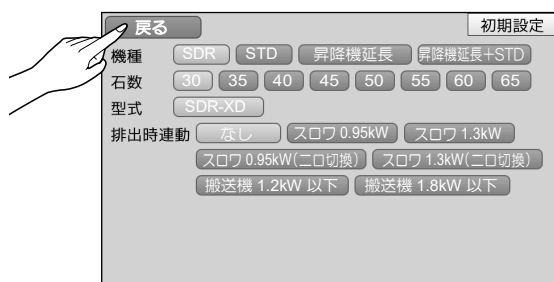 戻る 初期設定
機種 SDR STD 昇降機延長 昇降機延長+STD
石数 30 35 40 45 50 55 60 65
型式 SDR-XD
排出時連動 なし スロワ 0.95kW スロワ 1.3kW
スロワ 0.95kW(二口切換) スロワ 1.3kW(二口切換)
搬送機 1.2kW 以下 搬送機 1.8kW 以下